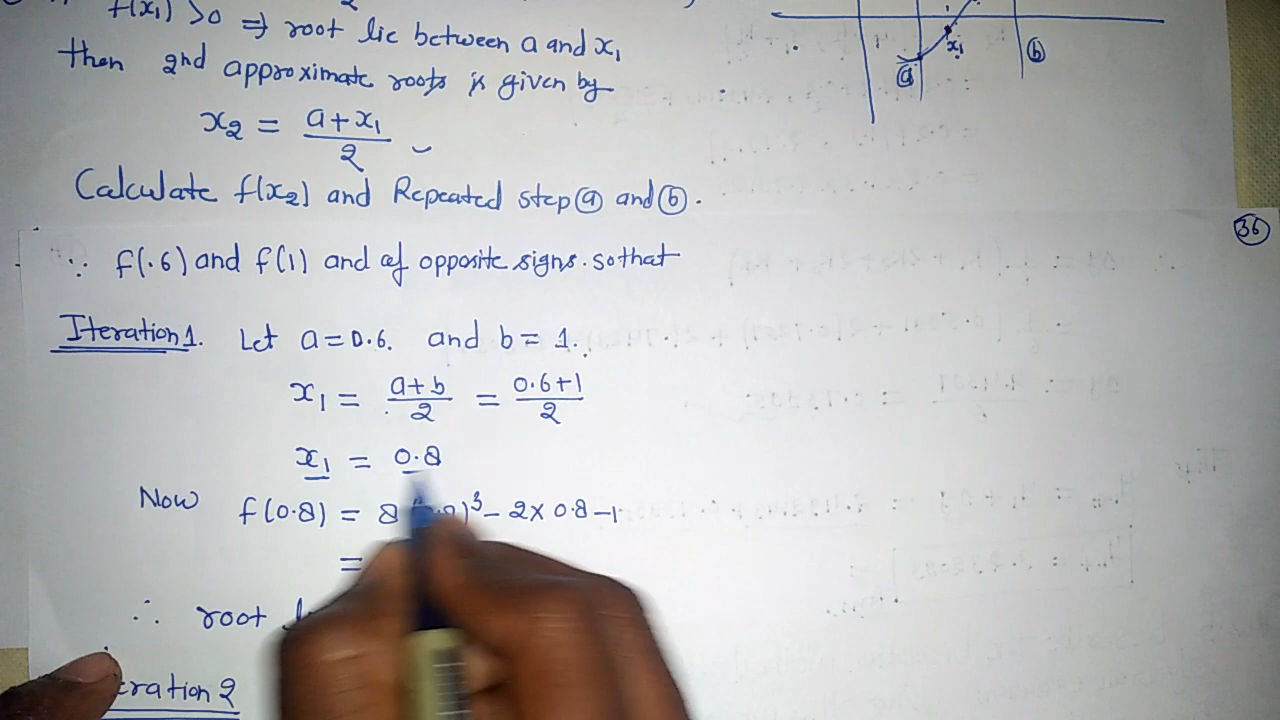 f(x₁) >0 ⇒ root lie between a and x₁
then 2nd approximate roots is given by
x₂ = a+x₁ / 2
Calculate f(x₂) and Repeated step ⓐ and ⓑ.
x₁
ⓐ
ⓑ
36
∵ f(.6) and f(1) and of opposite signs. so that
Iteration 1. Let a=0.6. and b= 1.
x₁ = a+b / 2 = 0.6+1 / 2
x₁ = 0.8
Now f(0.8) = 8 )³ - 2x 0.8 -1
=
∴ root
eration 2